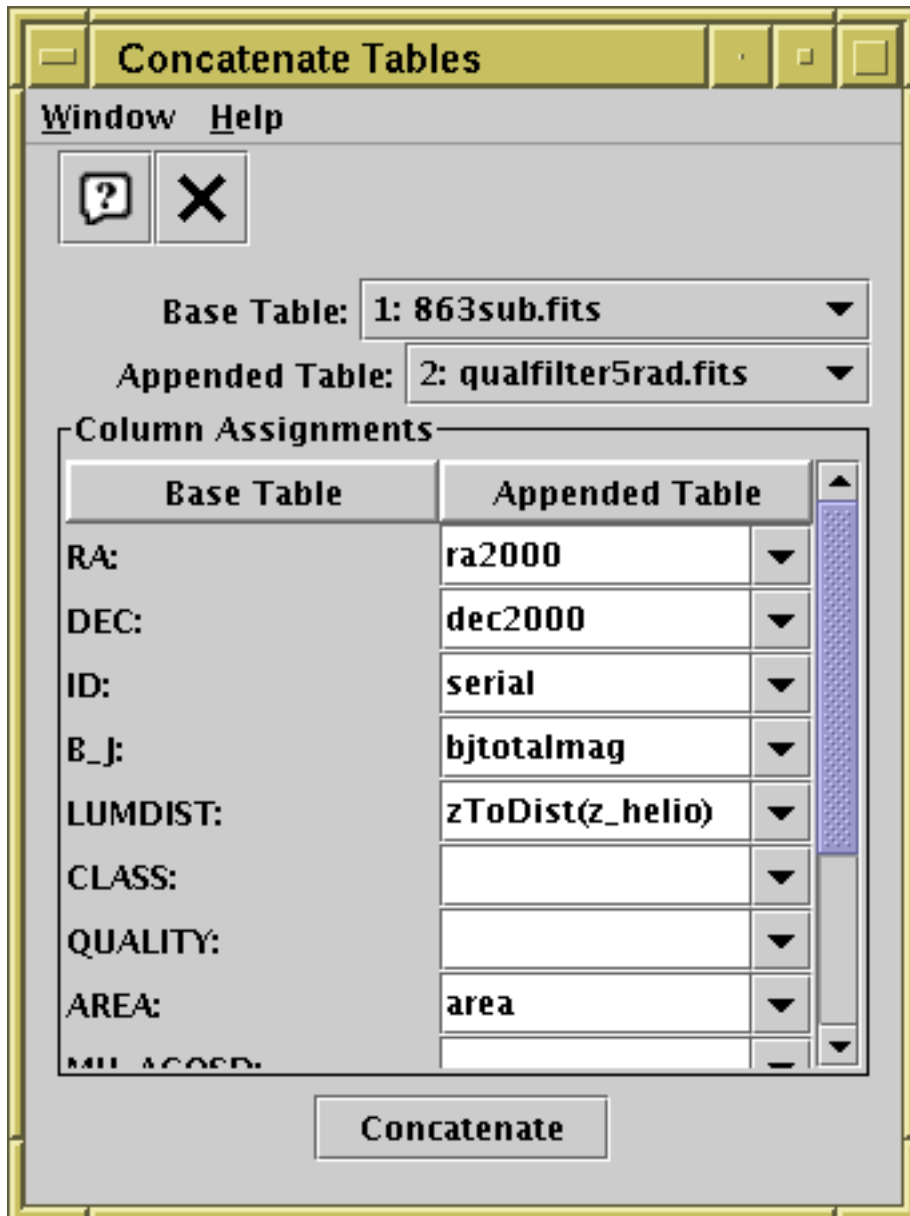 Concatenate Tables
Window Help
?
Base Table: 1: 863sub.fits
Appended Table: 2: qualfilter5rad.fits
Column Assignments
Base Table Appended Table
RA: ra2000
DEC: dec2000
ID: serial
B_J: bjtotalmag
LUMDIST: zToDist(z_helio)
CLASS:
QUALITY:
AREA: area
Concatenate